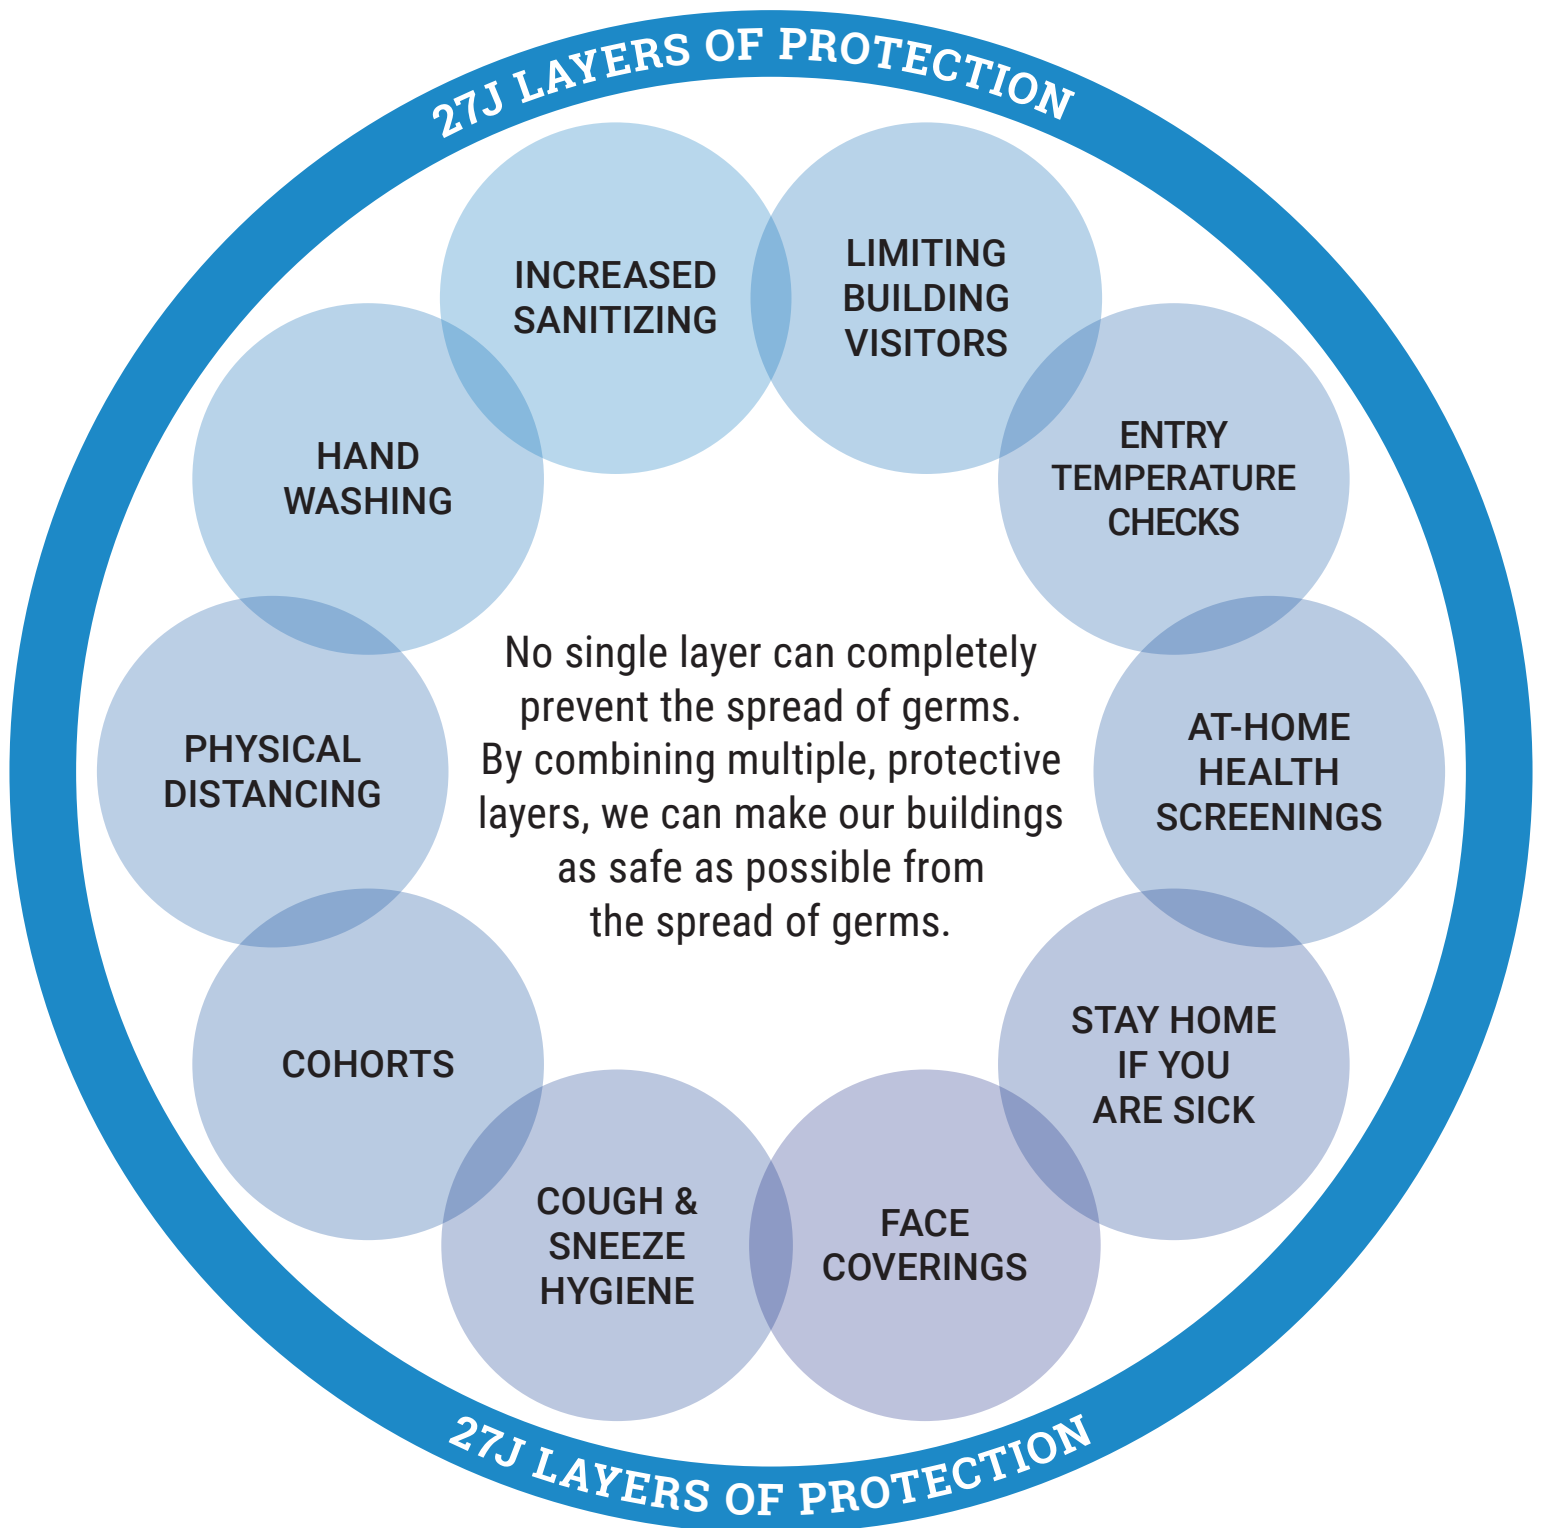 27J LAYERS OF PROTECTION
INCREASED
SANITIZING
LIMITING
BUILDING
VISITORS
ENTRY
TEMPERATURE
CHECKS
AT-HOME
HEALTH
SCREENINGS
STAY HOME
IF YOU
ARE SICK
FACE
COVERINGS
COUGH &
SNEEZE
HYGIENE
COHORTS
PHYSICAL
DISTANCING
HAND
WASHING
No single layer can completely
prevent the spread of germs.
By combining multiple, protective
layers, we can make our buildings
as safe as possible from
the spread of germs.
27J LAYERS OF PROTECTION